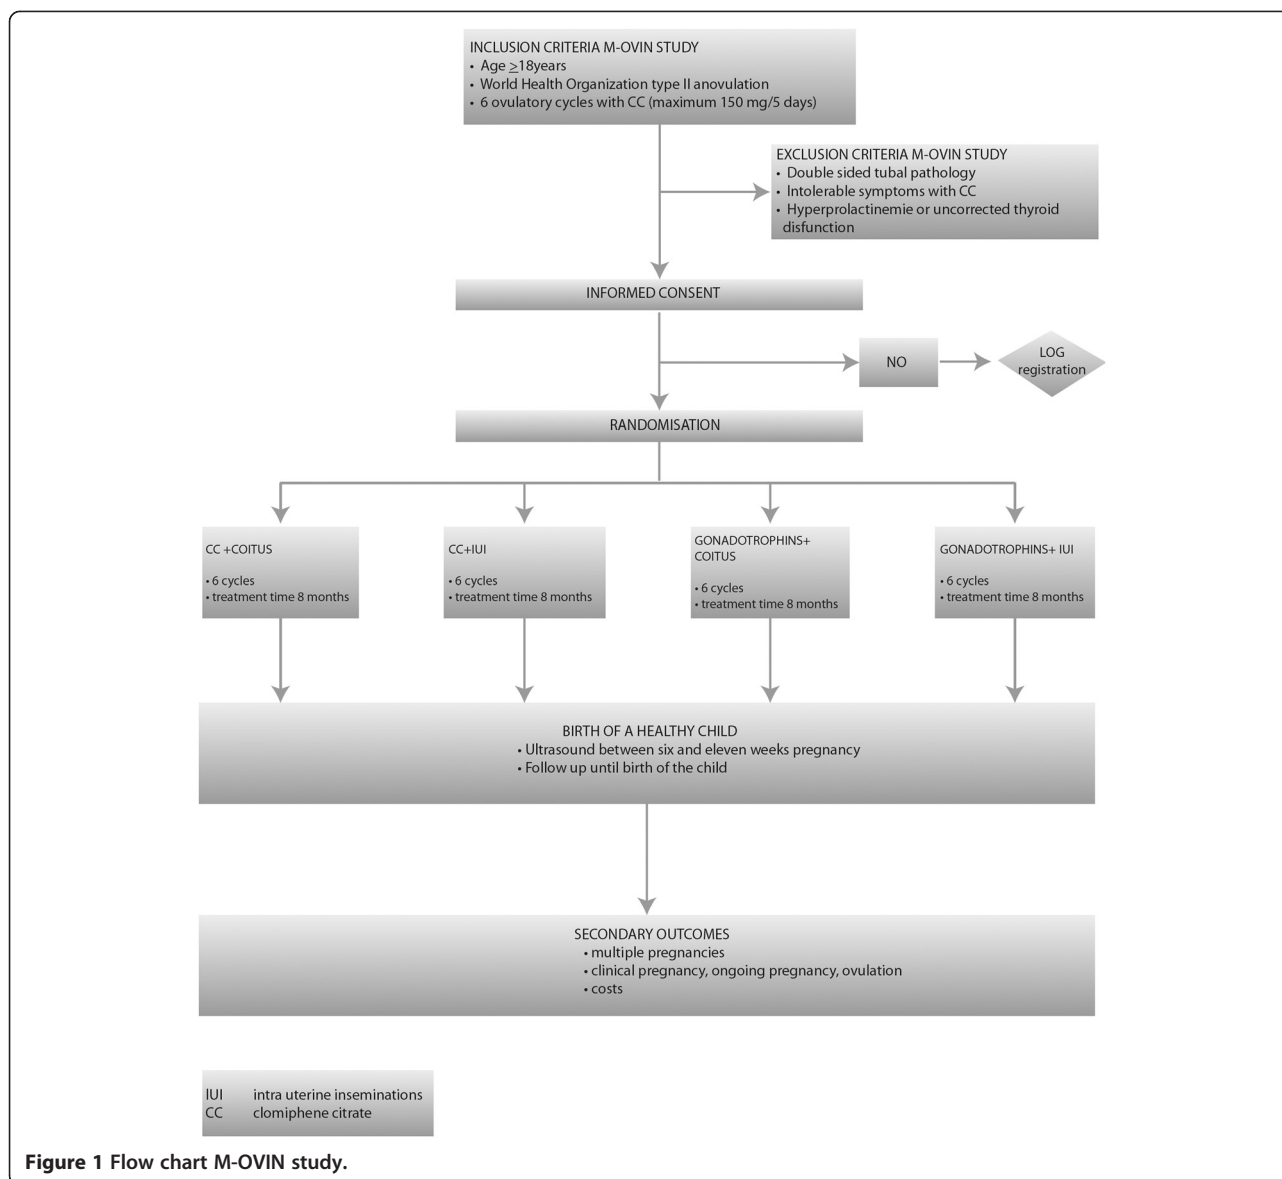 INCLUSION CRITERIA M-OVIN STUDY
• Age ≥18years
• World Health Organization type II anovulation
• 6 ovulatory cycles with CC (maximum 150 mg/5 days)
EXCLUSION CRITERIA M-OVIN STUDY
• Double sided tubal pathology
• Intolerable symptoms with CC
• Hyperprolactinemie or uncorrected thyroid
disfunction
INFORMED CONSENT
NO
LOG
registration
RANDOMISATION
CC +COITUS
• 6 cycles
• treatment time 8 months
CC+IUI
• 6 cycles
• treatment time 8 months
GONADOTROPHINS+
COITUS
• 6 cycles
• treatment time 8 months
GONADOTROPHINS+ IUI
• 6 cycles
• treatment time 8 months
BIRTH OF A HEALTHY CHILD
• Ultrasound between six and eleven weeks pregnancy
• Follow up until birth of the child
SECONDARY OUTCOMES
• multiple pregnancies
• clinical pregnancy, ongoing pregnancy, ovulation
• costs
IUI intra uterine inseminations
CC clomiphene citrate
Figure 1 Flow chart M-OVIN study.